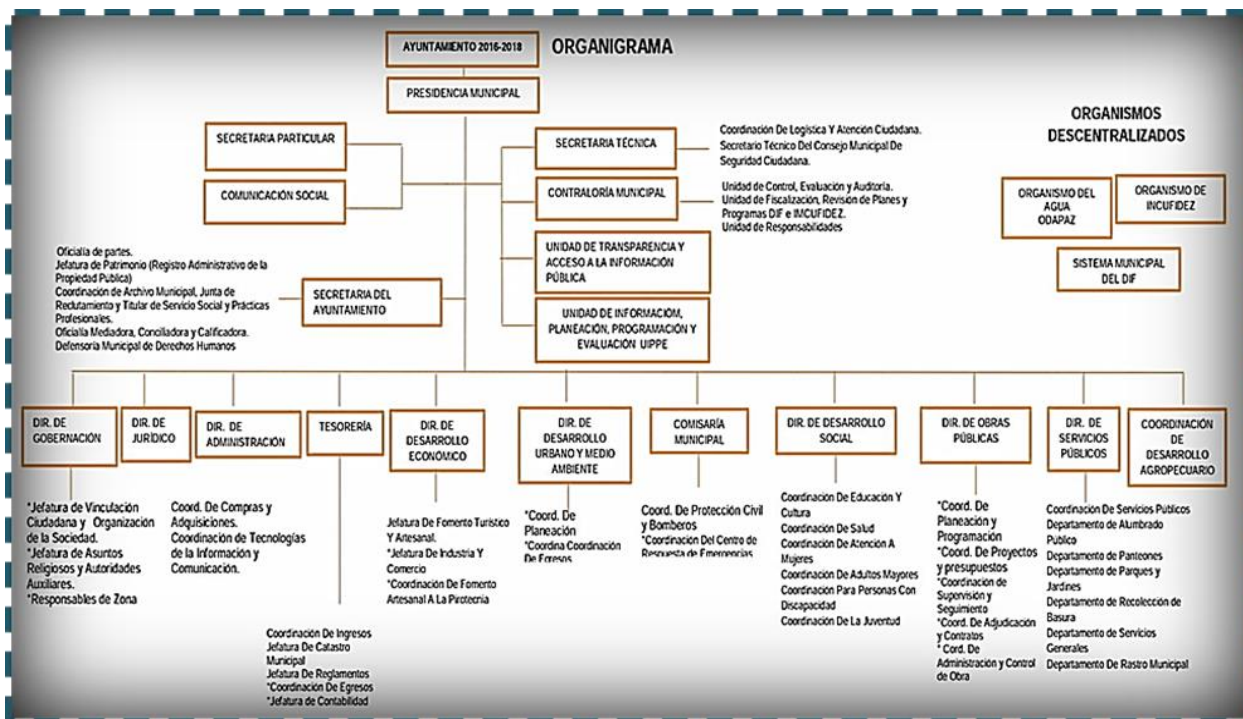 AYUNTAMIENTO 2016-2018
ORGANIGRAMA
PRESIDENCIA MUNICIPAL
SECRETARIA PARTICULAR
COMUNICACIÓN SOCIAL
SECRETARIA TÉCNICA
Coordinación De Logística Y Atención Ciudadana.
Secretario Técnico Del Consejo Municipal De
Seguridad Ciudadana.
CONTRALORÍA MUNICIPAL
Unidad de Control, Evaluación y Auditoría.
Unidad de Fiscalización, Revisión de Planes y
Programas DIF e IMCUFIDEZ.
Unidad de Responsabilidades
UNIDAD DE TRANSPARENCIA Y
ACCESO A LA INFORMACIÓN
PÚBLICA
UNIDAD DE INFORMACIÓN,
PLANEACIÓN, PROGRAMACIÓN Y
EVALUACIÓN UIPPE
ORGANISMOS
DESCENTRALIZADOS
ORGANISMO DEL
AGUA
ODAPAZ
ORGANISMO DE
INCUFIDEZ
SISTEMA MUNICIPAL
DEL DIF
Oficialía de partes.
Jefatura de Patrimonio (Registro Administrativo de la
Propiedad Pública)
Coordinación de Archivo Municipal, Junta de
Reclutamiento y Titular de Servicio Social y Prácticas
Profesionales.
Oficialía Mediadora, Conciliadora y Calificadora.
Defensoría Municipal de Derechos Humanos
SECRETARIA DEL
AYUNTAMIENTO
DIR. DE
GOBERNACIÓN
*Jefatura de Vinculación
Ciudadana y Organización
de la Sociedad.
*Jefatura de Asuntos
Religiosos y Autoridades
Auxiliares.
*Responsables de Zona
DIR. DE
JURÍDICO
DIR. DE
ADMINISTRACIÓN
Coord. De Compras y
Adquisiciones.
Coordinación de Tecnologías
de la Información y
Comunicación.
TESORERÍA
Coordinación De Ingresos
Jefatura De Catastro
Municipal
Jefatura De Reglamentos
*Coordinación De Egresos
*Jefatura de Contabilidad
DIR. DE
DESARROLLO
ECONÓMICO
Jefatura De Fomento Turístico
Y Artesanal.
*Jefatura De Industria Y
Comercio
*Coordinación De Fomento
Artesanal A La Pirotecnia
DIR. DE
DESARROLLO
URBANO Y MEDIO
AMBIENTE
*Coord. De
Planeación
*Coordina Coordinación
De Egresos
COMISARÍA
MUNICIPAL
Coord. De Protección Civil
y Bomberos
*Coordinación Del Centro de
Respuesta de Emergencias
DIR. DE DESARROLLO
SOCIAL
Coordinación De Educación Y
Cultura
Coordinación De Salud
Coordinación De Atención A
Mujeres
Coordinación De Adultos Mayores
Coordinación Para Personas Con
Discapacidad
Coordinación De La Juventud
DIR. DE OBRAS
PÚBLICAS
*Coord. De
Planeación y
Programación
*Coord. De Proyectos
y presupuestos
*Coordinación de
Supervisión y
Seguimiento
*Coord. De Adjudicación
y Contratos
* Cord. De
Administración y Control
de Obra
DIR. DE
SERVICIOS
PÚBLICOS
Coordinación De Servicios Públicos
Departamento de Alumbrado
Público
Departamento de Panteones
Departamento de Parques y
Jardines
Departamento de Recolección de
Basura
Departamento de Servicios
Generales
Departamento De Rastro Municipal
COORDINACIÓN
DE
DESARROLLO
AGROPECUARIO